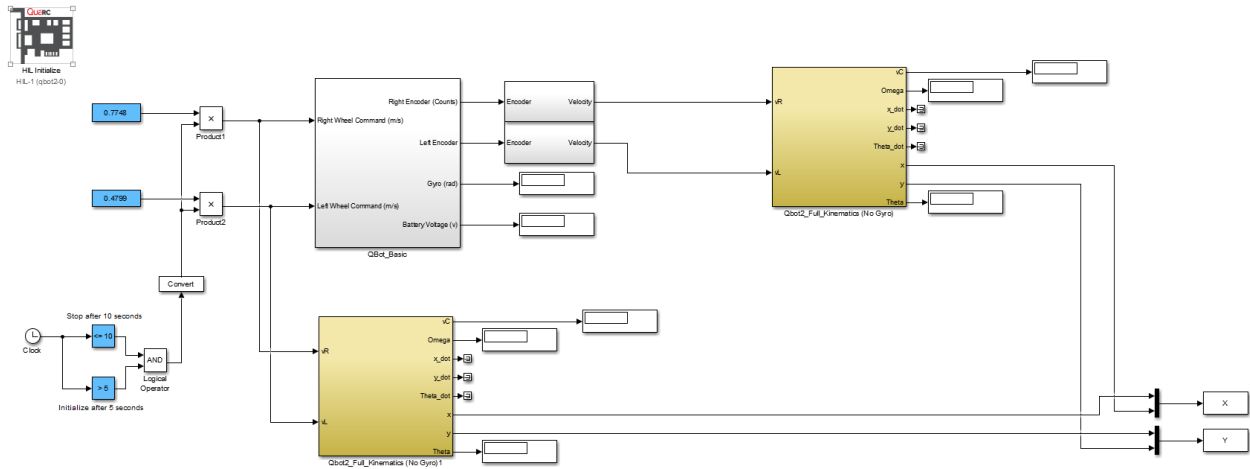 QUARC
HIL Initialize
HIL-1 (qbot2-0)
0.7748
×
Product1
0.4799
×
Product2
Convert
Stop after 10 seconds
Clock
<= 10
> 5
AND
Logical
Operator
Initialize after 5 seconds
Right Encoder (Counts)
Right Wheel Command (m/s)
Left Encoder
Gyro (rad)
Left Wheel Command (m/s)
Battery Voltage (v)
QBot_Basic
Encoder Velocity
Encoder Velocity
vR
vL
vC
Omega
x_dot
y_dot
Theta_dot
x
y
Theta
Qbot2_Full_Kinematics (No Gyro)
vR
vL
vC
Omega
x_dot
y_dot
Theta_dot
x
y
Theta
Qbot2_Full_Kinematics (No Gyro)1
X
Y